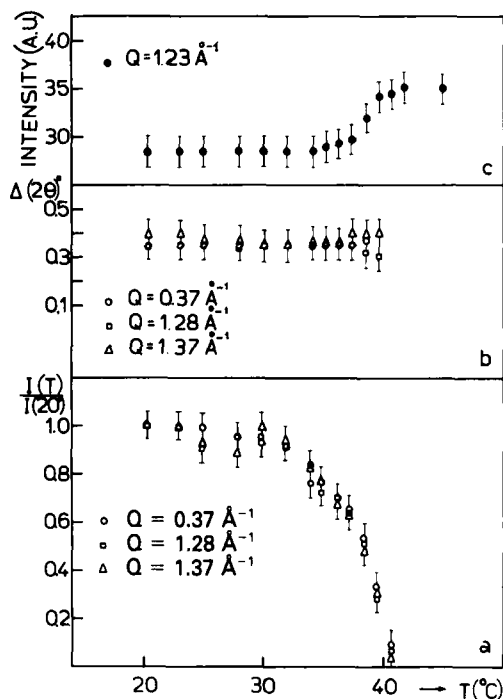 INTENSITY (A.U)
40
35
30
25
● Q = 1.23 Å⁻¹
c
Δ(2θ)°
0.5
0.3
0.1
○ Q = 0.37 Å⁻¹
□ Q = 1.28 Å⁻¹
△ Q = 1.37 Å⁻¹
b
I(T)
I(20°)
1.0
0.8
0.6
0.4
0.2
○ Q = 0.37 Å⁻¹
□ Q = 1.28 Å⁻¹
△ Q = 1.37 Å⁻¹
a
20 30 40 → T(°C)